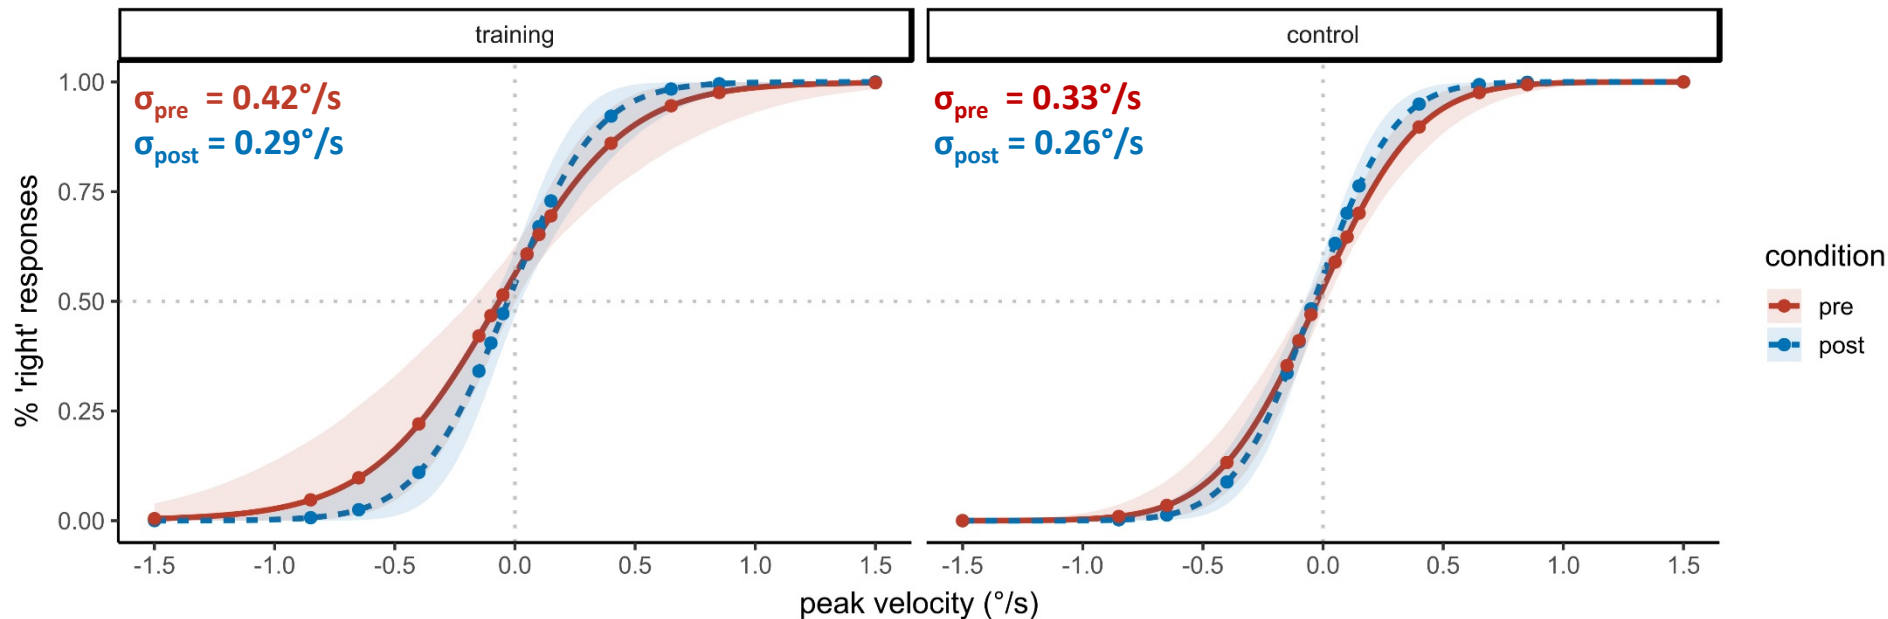 training
control
σpre = 0.42°/s
σpost = 0.29°/s
σpre = 0.33°/s
σpost = 0.26°/s
% 'right' responses
1.00
0.75
0.50
0.25
0.00
-1.5 -1.0 -0.5 0.0 0.5 1.0 1.5
-1.5 -1.0 -0.5 0.0 0.5 1.0 1.5
peak velocity (°/s)
condition
pre
post